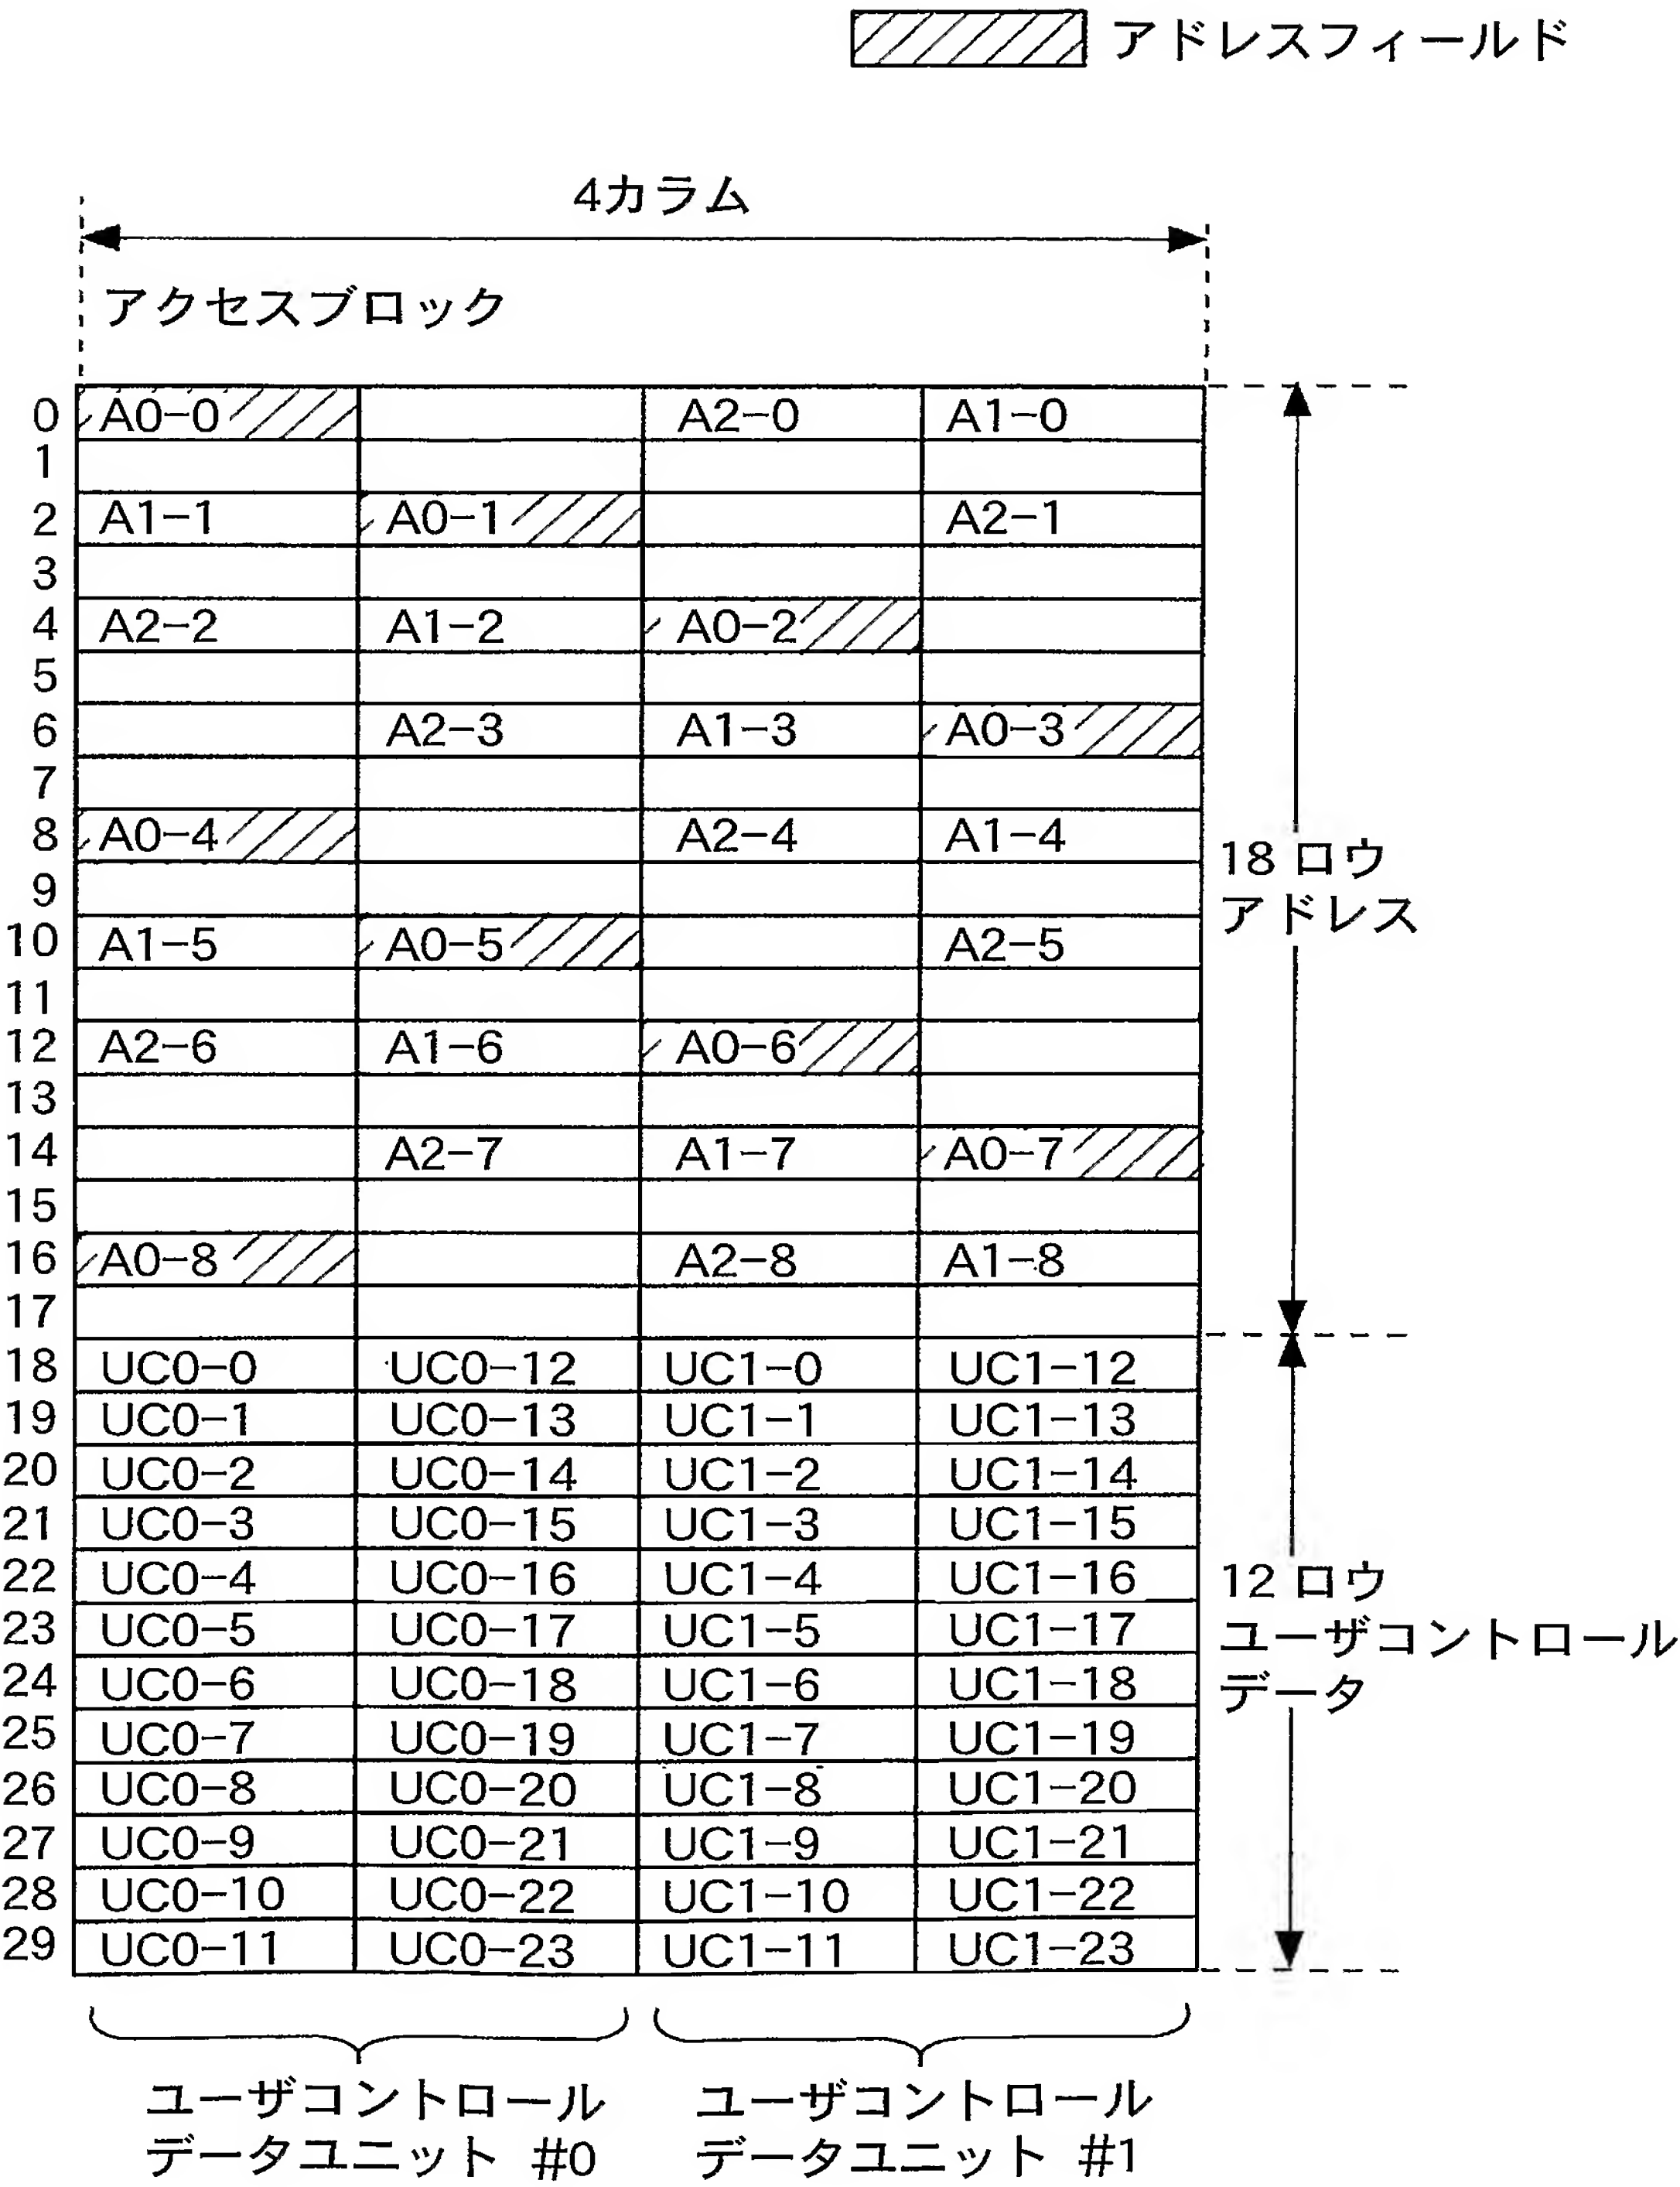 アドレスフィールド
4カラム
アクセスブロック
0 A0-0 A2-0 A1-0
1
2 A1-1 A0-1 A2-1
3
4 A2-2 A1-2 A0-2
5
6 A2-3 A1-3 A0-3
7
8 A0-4 A2-4 A1-4
9
10 A1-5 A0-5 A2-5
11
12 A2-6 A1-6 A0-6
13
14 A2-7 A1-7 A0-7
15
16 A0-8 A2-8 A1-8
17
18 ロウ
アドレス
18 UC0-0 UC0-12 UC1-0 UC1-12
19 UC0-1 UC0-13 UC1-1 UC1-13
20 UC0-2 UC0-14 UC1-2 UC1-14
21 UC0-3 UC0-15 UC1-3 UC1-15
22 UC0-4 UC0-16 UC1-4 UC1-16
23 UC0-5 UC0-17 UC1-5 UC1-17
24 UC0-6 UC0-18 UC1-6 UC1-18
25 UC0-7 UC0-19 UC1-7 UC1-19
26 UC0-8 UC0-20 UC1-8 UC1-20
27 UC0-9 UC0-21 UC1-9 UC1-21
28 UC0-10 UC0-22 UC1-10 UC1-22
29 UC0-11 UC0-23 UC1-11 UC1-23
12 ロウ
ユーザコントロール
データ
ユーザコントロール
データユニット #0
ユーザコントロール
データユニット #1